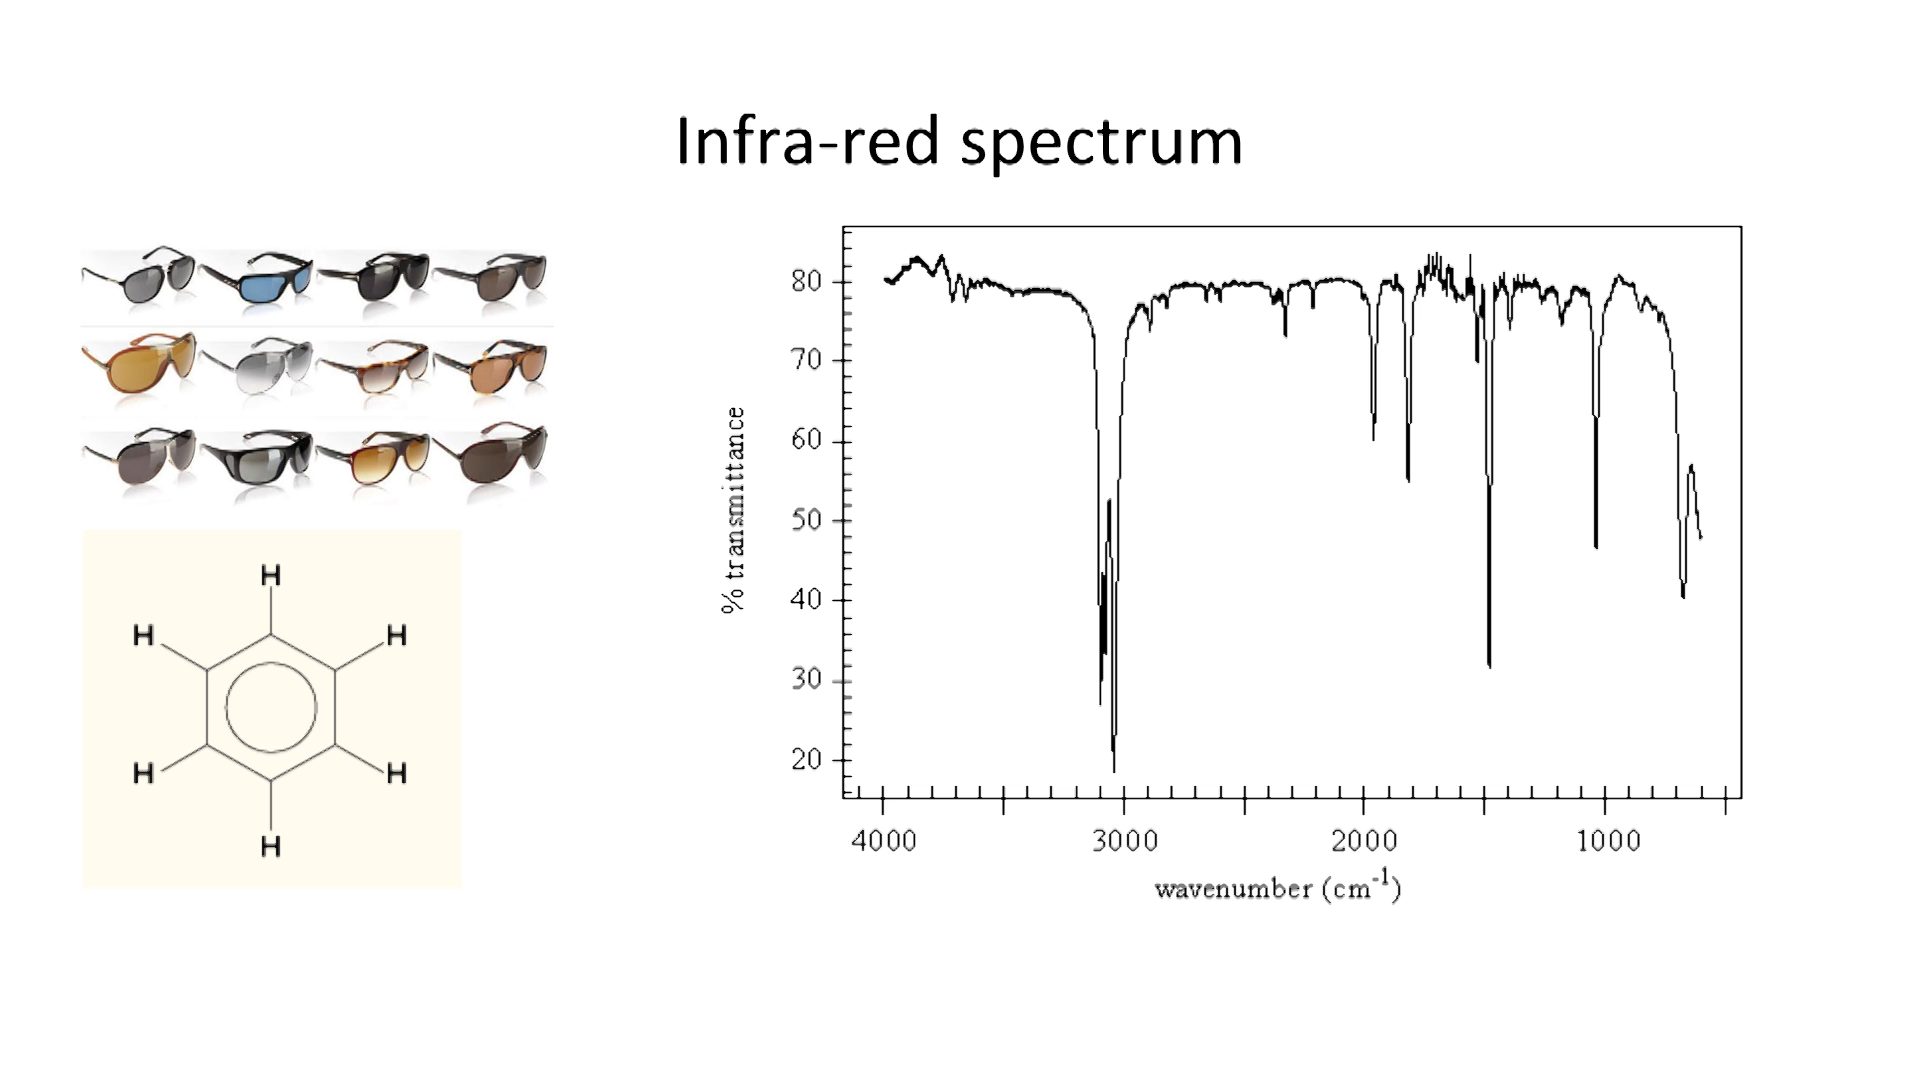 Infra-red spectrum
H
H
H
H
H
H
% transmittance
80
70
60
50
40
30
20
4000
3000
2000
1000
wavenumber (cm⁻¹)